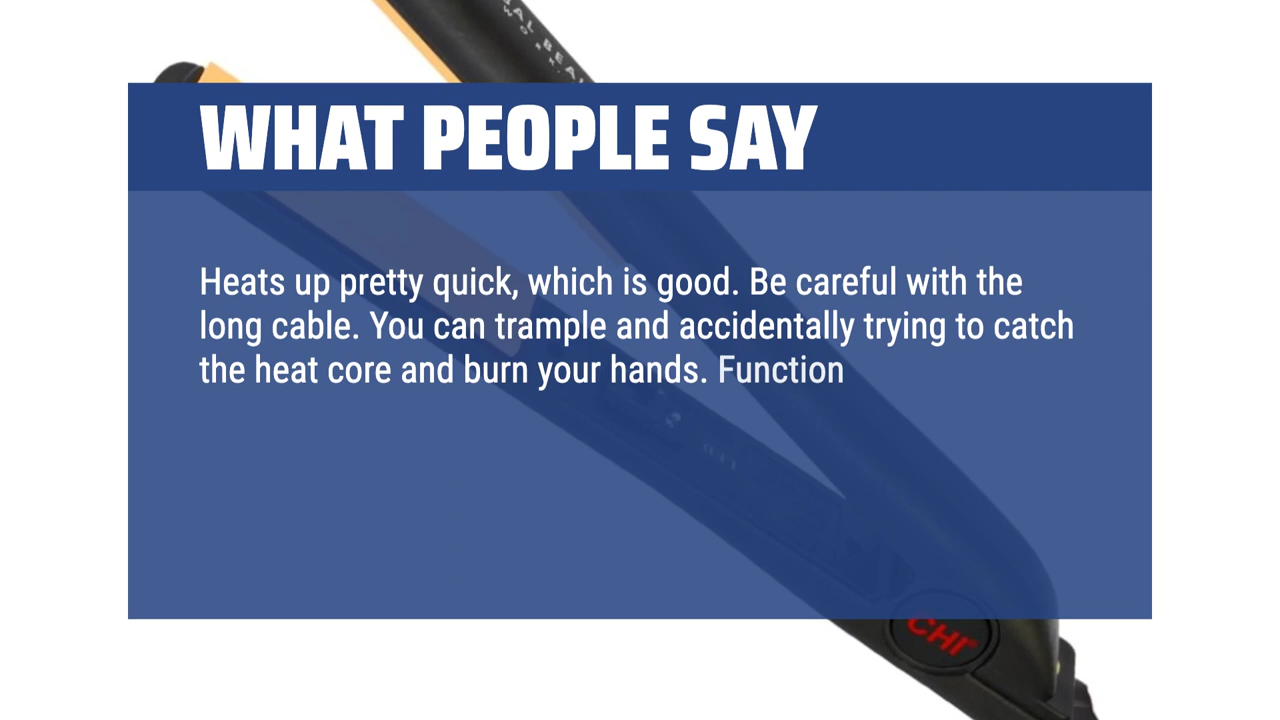 WHAT PEOPLE SAY
Heats up pretty quick, which is good. Be careful with the
long cable. You can trample and accidentally trying to catch
the heat core and burn your hands. Function
CHI